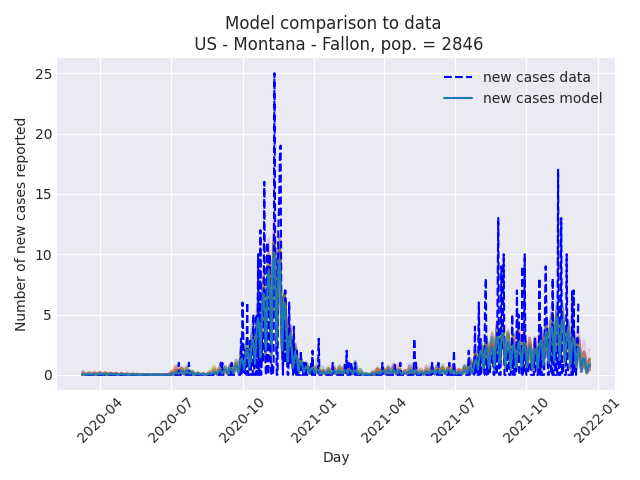 Model comparison to data
US - Montana - Fallon, pop. = 2846
new cases data
new cases model
Number of new cases reported
25
20
15
10
5
0
2020-04
2020-07
2020-10
2021-01
2021-04
2021-07
2021-10
2022-01
Day